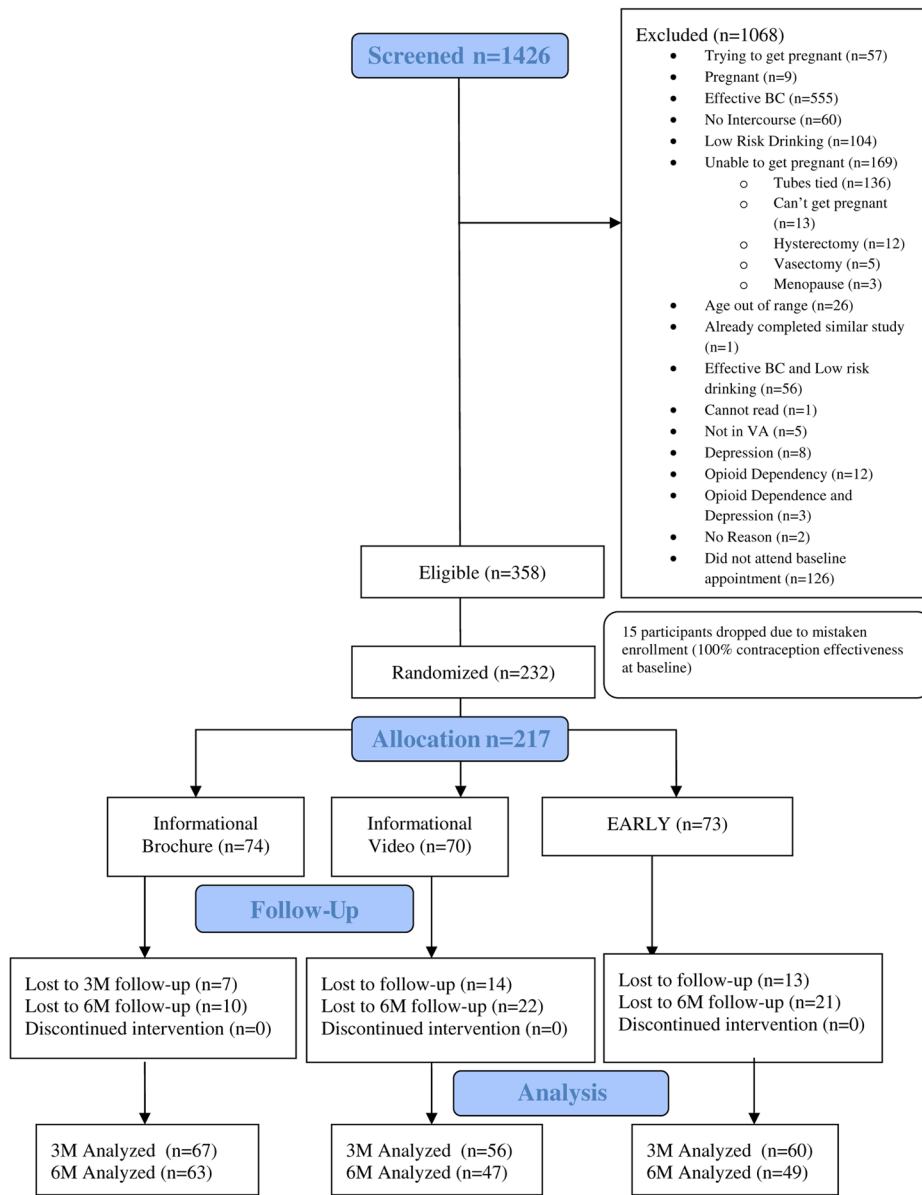 Screened n=1426
Excluded (n=1068)
• Trying to get pregnant (n=57)
• Pregnant (n=9)
• Effective BC (n=555)
• No Intercourse (n=60)
• Low Risk Drinking (n=104)
• Unable to get pregnant (n=169)
o Tubes tied (n=136)
o Can't get pregnant
(n=13)
o Hysterectomy (n=12)
o Vasectomy (n=5)
o Menopause (n=3)
• Age out of range (n=26)
• Already completed similar study
(n=1)
• Effective BC and Low risk
drinking (n=56)
• Cannot read (n=1)
• Not in VA (n=5)
• Depression (n=8)
• Opioid Dependency (n=12)
• Opioid Dependence and
Depression (n=3)
• No Reason (n=2)
• Did not attend baseline
appointment (n=126)
Eligible (n=358)
15 participants dropped due to mistaken
enrollment (100% contraception effectiveness
at baseline)
Randomized (n=232)
Allocation n=217
Informational
Brochure (n=74)
Informational
Video (n=70)
EARLY (n=73)
Follow-Up
Lost to 3M follow-up (n=7)
Lost to 6M follow-up (n=10)
Discontinued intervention (n=0)
Lost to follow-up (n=14)
Lost to 6M follow-up (n=22)
Discontinued intervention (n=0)
Lost to follow-up (n=13)
Lost to 6M follow-up (n=21)
Discontinued intervention (n=0)
Analysis
3M Analyzed (n=67)
6M Analyzed (n=63)
3M Analyzed (n=56)
6M Analyzed (n=47)
3M Analyzed (n=60)
6M Analyzed (n=49)